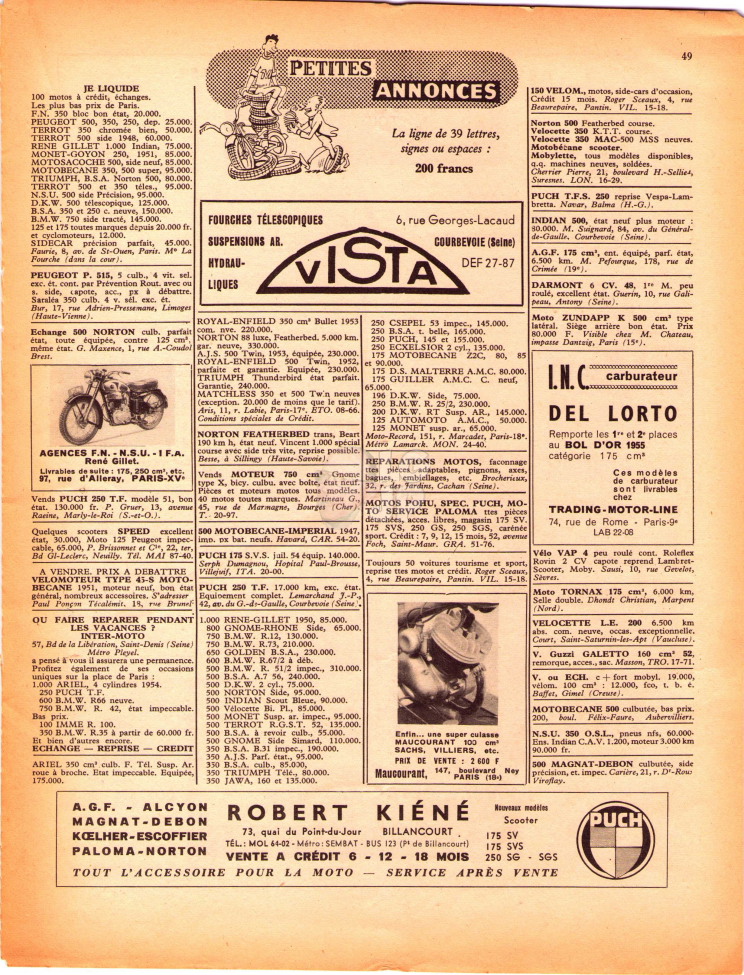 49
PETITES
ANNONCES
La ligne de 39 lettres,
signes ou espaces :
200 francs
JE LIQUIDE
100 motos à crédit, échanges.
Les plus bas prix de Paris.
F.N. 350 bloc bon état, 20.000.
PEUGEOT 500, 350, 250, dep. 25.000.
TERROT 350 chromée bien, 50.000.
TERROT 500 side 1948, 60.000.
RENE GILLET 1.000 Indian, 75.000.
MONET-GOYON 250, 1951, 85.000.
MOTOSACOCHE 500, side neuf, 85.000.
MOTOBECANE 350, 500 super, 95.000.
TRIUMPH, B.S.A. Norton 500, 80.000.
TERROT 500 et 350 téles., 95.000.
N.S.U. 500 side Précision, 95.000.
D.K.W. 500 télescopique, 125.000.
B.S.A. 350 et 250 c. neuve, 150.000.
B.M.W. 750 side tracté, 145.000.
125 et 175 toutes marques depuis 20.000 fr.
et cyclomoteurs, 12.000.
SIDECAR précision parfait, 45.000.
Faurie, 8, av. de St-Ouen, Paris. Mº La
Fourche (dans la cour).
PEUGEOT P. 515, 5 culb., 4 vit. sel.
exc. ét. cont. par Prévention Rout. avec ou
s. side, capote, acc., px à débattre.
Saraléa 350 culb. 4 v. sél. exc. ét.
Bur, 17, rue Adrien-Pressemane, Limoges
(Haute-Vienne).
Echange 500 NORTON culb. parfait
état, toute équipée, contre 125 cm³,
même état. G. Maxence, 1, rue A.-Coudol
Brest.
AGENCES F.N. - N.S.U. - I F.A.
René Gillet.
Livrables de suite : 175, 250 cm³, etc.
97, rue d'Alleray, PARIS-XVe
Vends PUCH 250 T.F. modèle 51, bon
état. 130.000 fr. P. Gruer, 13, avenue
Racine, Marly-le-Roi (S.-et-O.).
Quelques scooters SPEED excellent
état, 30.000, Moto 125 Peugeot impeccable,
cable, 65.000, P. Brissonnet et Cie, 22, ter,
Bd Gl-Leclerc, Neuilly. Tél. MAI 87-40.
A VENDRE. PRIX A DEBATTRE
VELOMOTEUR TYPE 45-S MOTO-
BECANE 1951, moteur neuf, bon état
général, nombreux accessoires. S'adresser
Paul Pongon Técalémit, 18, rue Brunel
OU FAIRE REPARER PENDANT
LES VACANCES ?
INTER-MOTO
57, Bd de la Libération, Saint-Denis (Seine)
Métro Pleyel.
a pensé à vous il assurera une permanence.
Profitez également de ses occasions
uniques sur la place de Paris :
1.000 ARIEL, 4 cylindres 1954.
250 PUCH T.F.
600 B.M.W. R66 neuve.
750 B.M.W. R. 42, état impeccable.
Bas prix.
100 IMME R. 100.
350 B.M.W. R.35 à partir de 60.000 fr.
Et bien d'autres encore.
ECHANGE — REPRISE — CREDIT
ARIEL 350 cm³ culb. F. Tél. Susp. Ar.
roue à broche. Etat impeccable. Equipée,
175.000.
FOURCHES TÉLESCOPIQUES
SUSPENSIONS AR.
HYDRAU-
LIQUES
VISTA
6, rue Georges-Lacaud
COURBEVOIE (Seine)
DEF 27-87
ROYAL-ENFIELD 350 cm³ Bullet 1953
com. nve. 220.000.
NORTON 88 luxe, Featherbed. 5.000 km.
gar. neuve, 330.000.
A.J.S. 500 Twin, 1953, équipée, 230.000.
ROYAL-ENFIELD 500 Twin, 1952,
parfaite et garantie. Equipée, 230.000.
TRIUMPH Thunderbird état parfait.
Garantie, 240.000.
MATCHLESS 350 et 500 Twin neuves
(exception. 20.000 de moins que le tarif).
Aris, 11, r. Labie, Paris-17e. ETO. 08-66.
Conditions spéciales de Crédit.
NORTON FEATHERBED trans, Beart
190 km h, état neuf. Vincent 1.000 spécial
course avec side très vite, reprise possible.
Besse, à Sillingy (Haute-Savoie).
Vends MOTEUR 750 cm³ Gnome
type X, bicy. culbu. avec boîte, état neuf.
Pièces et moteurs motos tous modèles.
40 motos toutes marques. Martineau G.,
45, rue de Marmagne, Bourges (Cher).
T. 20-97.
500 MOTOBECANE-IMPERIAL 1947,
imm. px bat. neufs. Havard, CAR. 54-20.
PUCH 175 S.V.S. juil. 54 équip. 140.000.
Serph Dumagnou, Hopital Paul-Brousse,
Villejuif, ITA. 20-00.
PUCH 250 T.F. 17.000 km, exc. état.
Equipement complet. Lemarchand J.-P.,
42, av. du G.-de-Gaulle, Courbevoie (Seine).
1.000 RENE-GILLET 1950, 85.000.
800 GNOME-RHONE Side, 65.000.
750 B.M.W. R.12, 130.000.
750 B.M.W. R.73, 210.000.
650 GOLDEN B.S.A., 230.000.
600 B.M.W. R.67/2 à déb.
500 B.M.W. R. 51/2 impec., 310.000.
500 B.S.A. A.7 56, 240.000.
500 D.K.W. 2 cyl., 75.000.
500 NORTON Side, 95.000.
500 INDIAN Scout Bleue, 90.000.
500 Vélocette Bi. Pl., 85.000.
500 MONET Susp. ar. impec., 95.000.
500 TERROT R.G.S.T. 52, 135.000.
500 B.S.A. à revoir culb., 55.000.
500 GNOME Side Simard, 110.000.
350 B.S.A. B.31 impec., 190.000.
350 A.J.S. Parf. état, 95.000.
350 B.S.A. culb., 85.000,
350 TRIUMPH Télé., 80.000.
350 JAWA, 160 et 135.000.
250 CSEPEL 53 impec., 145.000.
250 B.S.A. t. belle, 165.000.
250 PUCH, 145 et 155.000.
250 ECXELSIOR 2 cyl., 135.000.
175 MOTOBECANE Z2C, 80, 85
et 90.000.
175 D.S. MALTERRE A.M.C. 80.000.
175 GUILLER A.M.C. C. neuf,
65.000.
196 D.K.W. Side, 75.000.
250 B.M.W. R. 25/2, 230.000.
200 D.K.W. RT Susp. AR., 145.000.
125 AUTOMOTO A.M.C., 50.000.
125 MONET susp. ar., 65.000.
Moto-Record, 151, r. Marcadet, Paris-18e.
Métro Lamarck. MON. 24-40.
REPARATIONS MOTOS, faconnage
ttes pièces adaptables, pignons, axes,
bagues, embiellages, etc. Brocherieux,
32, r. des Jardins, Cachan (Seine).
MOTOS POHU, SPEC. PUCH, MO-
TO SERVICE PALOMA ttes pièces
détachées, acces. libres, magasin 175 SV.
175 SVS, 250 GS, 250 SGS, carénée
sport. Crédit : 7, 9, 12, 15 mois, 52, avenue
Foch, Saint-Maur. GRA. 51-76.
Toujours 50 voitures tourisme et sport,
reprise ttes motos et crédit. Roger Sceaux,
4, rue Beaurepaire, Pantin. VIL. 15-18.
Enfin... une super culasse
MAUCOURANT 100 cm³
SACHS, VILLIERS, etc.
PRIX DE VENTE : 2 600 F
Maucourant, 147, boulevard Ney
PARIS (18e)
150 VELOM., motos, side-cars d'occasion,
Crédit 15 mois. Roger Sceaux, 4, rue
Beaurepaire, Pantin. VIL. 15-18.
Norton 500 Featherbed course.
Velocette 350 K.T.T. course.
Velocette 350 MAC-500 MSS neuves.
Motobécane scooter.
Mobylette, tous modèles disponibles,
q.q. machines neuves, soldées.
Cherrier Pierre, 21, boulevard H.-Sellier,
Suresnes. LON. 16-29.
PUCH T.F.S. 250 reprise Vespa-Lam-
bretta. Navar, Balma (H.-G.).
INDIAN 500, état neuf plus moteur :
80.000. M. Suignard, 84, av. du Général-
de-Gaulle. Courbevoie (Seine).
A.G.F. 175 cm³, ent. équipé, parf. état,
6.500 km. M. Pefourque, 178, rue de
Crimée (19e).
DARMONT 6 CV. 48, 1re M. peu
roulé, excellent état. Guerin, 10, rue Gali-
peau, Antony (Seine).
Moto ZUNDAPP K 500 cm³ type
latéral. Siège arrière bon état. Prix
80.000 F. Visible chez M. Chateau,
impasse Dantzig, Paris (15e).
I.N.C. carburateur
DEL LORTO
Remporte les 1re et 2e places
au BOL D'OR 1955
catégorie 175 cm³
Ces modèles
de carburateur
sont livrables
chez
TRADING-MOTOR-LINE
74, rue de Rome - Paris-9e
LAB 22-08
Vélo VAP 4 peu roulé cont. Roleflex
Rovin 2 CV capote reprend Lambret-
Scooter, Moby. Sausi, 10, rue Gevelot,
Sèvres.
Moto TORNAX 175 cm³, 6.000 km,
Selle double. Dhondt Christian, Marpent
(Nord).
VELOCETTE L.E. 200 6.500 km
abs. com. neuve, occas. exceptionnelle.
Court, Saint-Saturnin-les-Apt (Vaucluse).
V. Guzzi GALETTO 160 cm³ 52,
remorque, acces., sac. Masson, TRO. 17-71.
V. ou ECH. c + fort mobyl. 19.000,
vélom. 100 cm³ : 12.000, fco, t. b. é.
Baffet, Gimel (Creuse).
MOTOBECANE 500 culbutée, bas prix.
200, boul. Félix-Faure, Aubervilliers.
N.S.U. 350 O.S.L., pneus nfs, 60.000-
Ens. Indian C.A.V. 1.200, moteur 3.000 km
90.000 fr.
500 MAGNAT-DEBON culbutée, side
précision, et. impec. Carière, 21, r. Dr-Row
Viroflay.
A.G.F. - ALCYON
MAGNAT-DEBON
KŒLHER-ESCOFFIER
PALOMA-NORTON
ROBERT KIÉNÉ
73, quai du Point-du-Jour BILLANCOURT
TÉL.: MOL 64-02 - Métro: SEMBAT - BUS 123 (Pt de Billancourt)
VENTE A CRÉDIT 6 - 12 - 18 MOIS
Nouveaux modèles
Scooter
175 SV
175 SVS
250 SG - SGS
PUCH
TOUT L'ACCESSOIRE POUR LA MOTO — SERVICE APRÈS VENTE